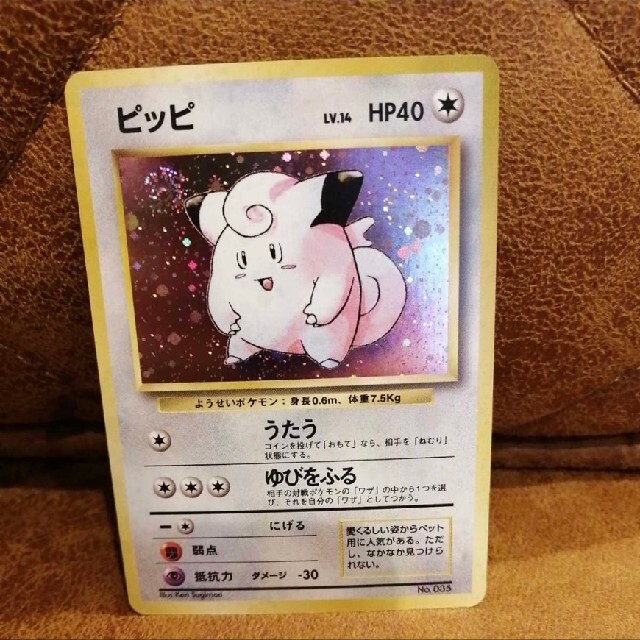 ピッピ LV.14 HP40
ようせいポケモン：身長0.6m、体重7.5Kg
うたう
コインを投げて「おもて」なら、相手を「ねむり」
状態にする。
ゆびをふる
相手の対戦ポケモンの「ワザ」の中から1つを選
び、それを自分の「ワザ」としてつかう。
にげる
弱点
抵抗力 ダメージ -30
愛くるしい姿からペット
用に人気がある。ただ
し、なかなか見つけら
れない。
Illus. Ken Sugimori
No. 035